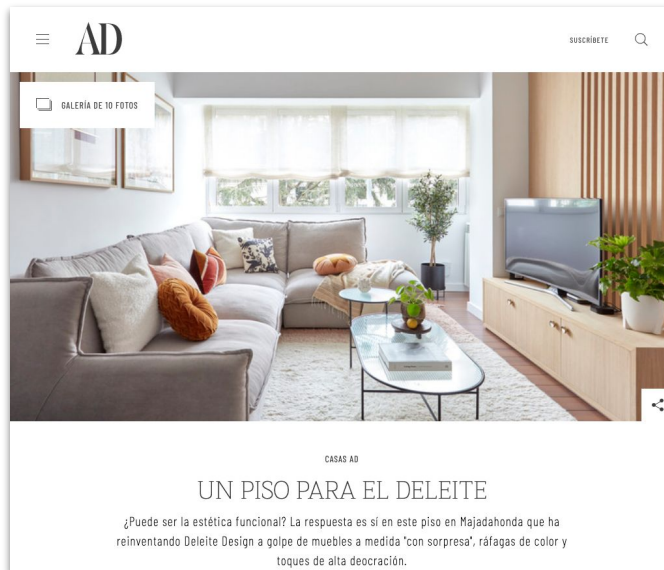 AD
SUSCRÍBETE
GALERÍA DE 10 FOTOS
CASAS AD
UN PISO PARA EL DELEITE
¿Puede ser la estética funcional? La respuesta es sí en este piso en Majadahonda que ha
reinventando Deleite Design a golpe de muebles a medida "con sorpresa", ráfagas de color y
toques de alta deocración.